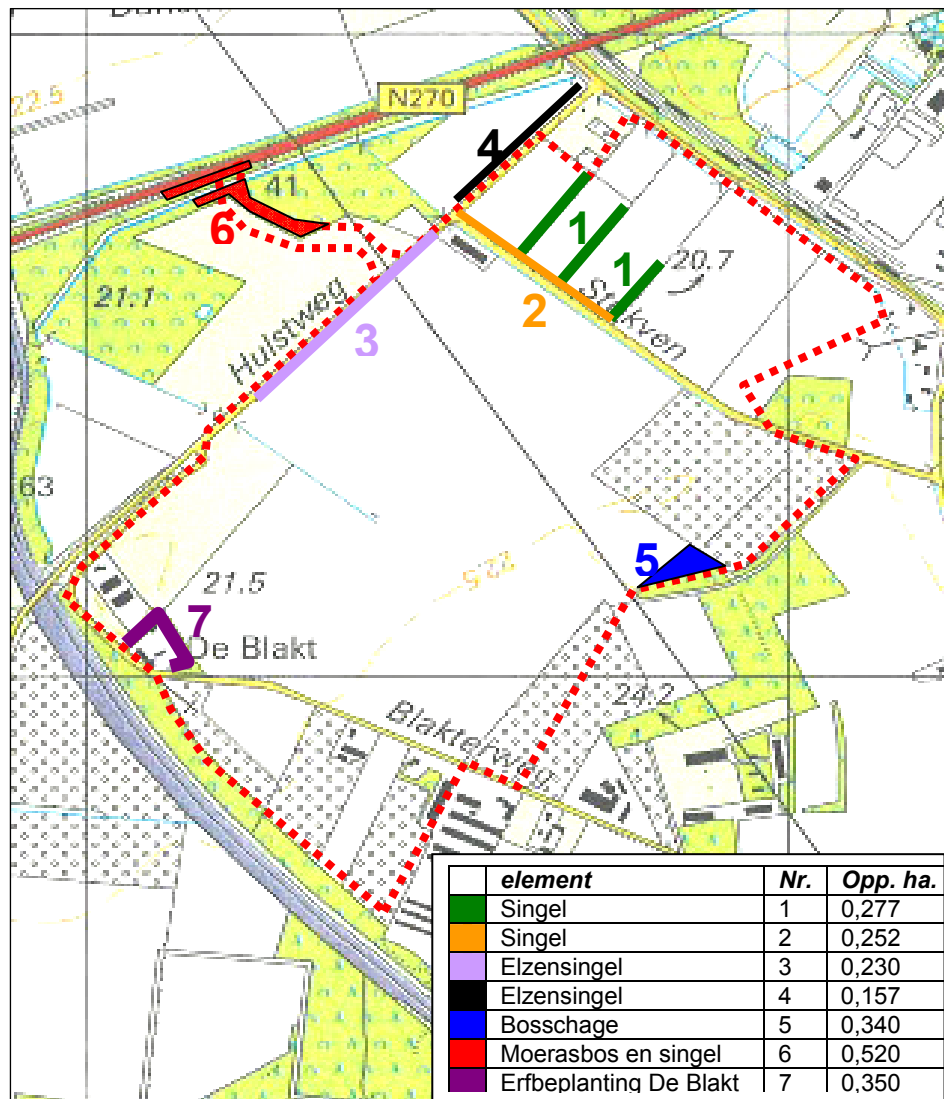 22.5
N270
4
41
6
1
1
20.7
21.1
2
Hulstweg
3
63
5
21.5
22.5
7
De Blakt
Blakterweg
element Nr. Opp. ha.
Singel 1 0,277
Singel 2 0,252
Elzensingel 3 0,230
Elzensingel 4 0,157
Bosschage 5 0,340
Moerasbos en singel 6 0,520
Erfbeplanting De Blakt 7 0,350